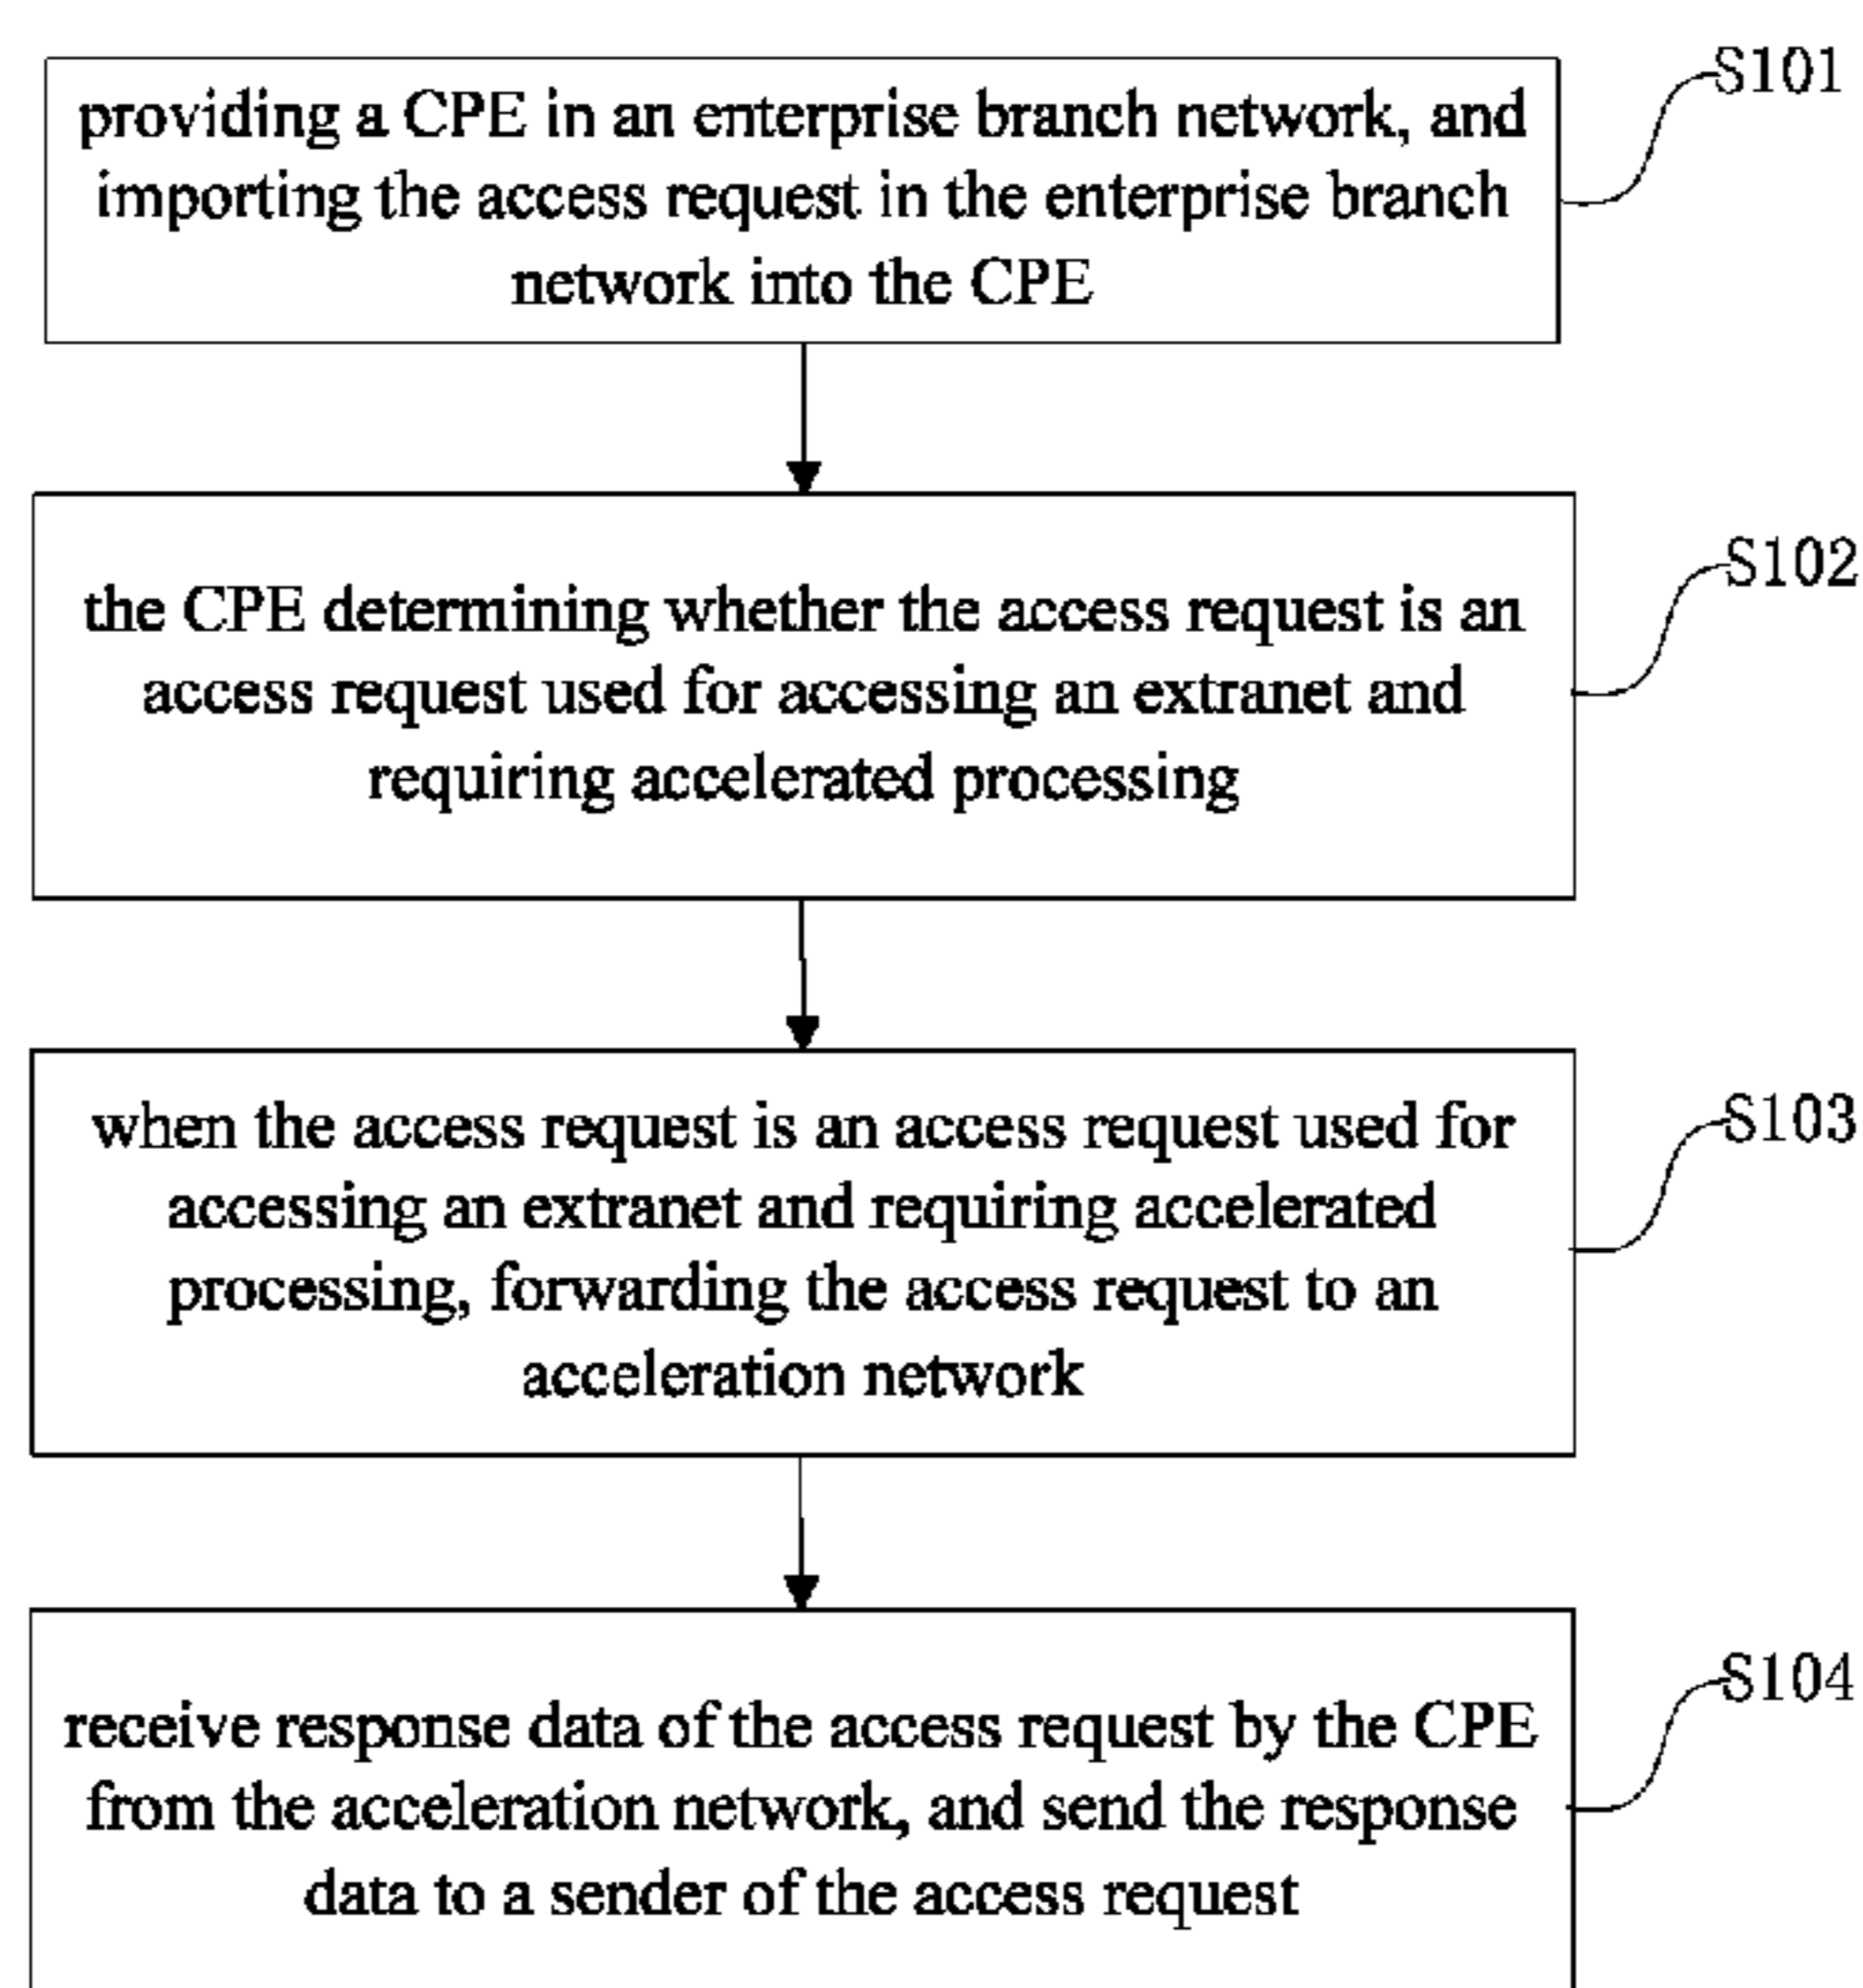 S101
providing a CPE in an enterprise branch network, and
importing the access request in the enterprise branch
network into the CPE
S102
the CPE determining whether the access request is an
access request used for accessing an extranet and
requiring accelerated processing
S103
when the access request is an access request used for
accessing an extranet and requiring accelerated
processing, forwarding the access request to an
acceleration network
S104
receive response data of the access request by the CPE
from the acceleration network, and send the response
data to a sender of the access request